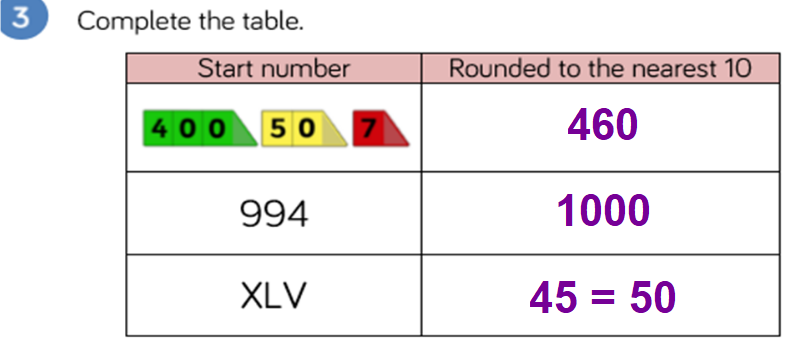 3 Complete the table.
Start number Rounded to the nearest 10
400 50 7 460
994 1000
XLV 45 = 50